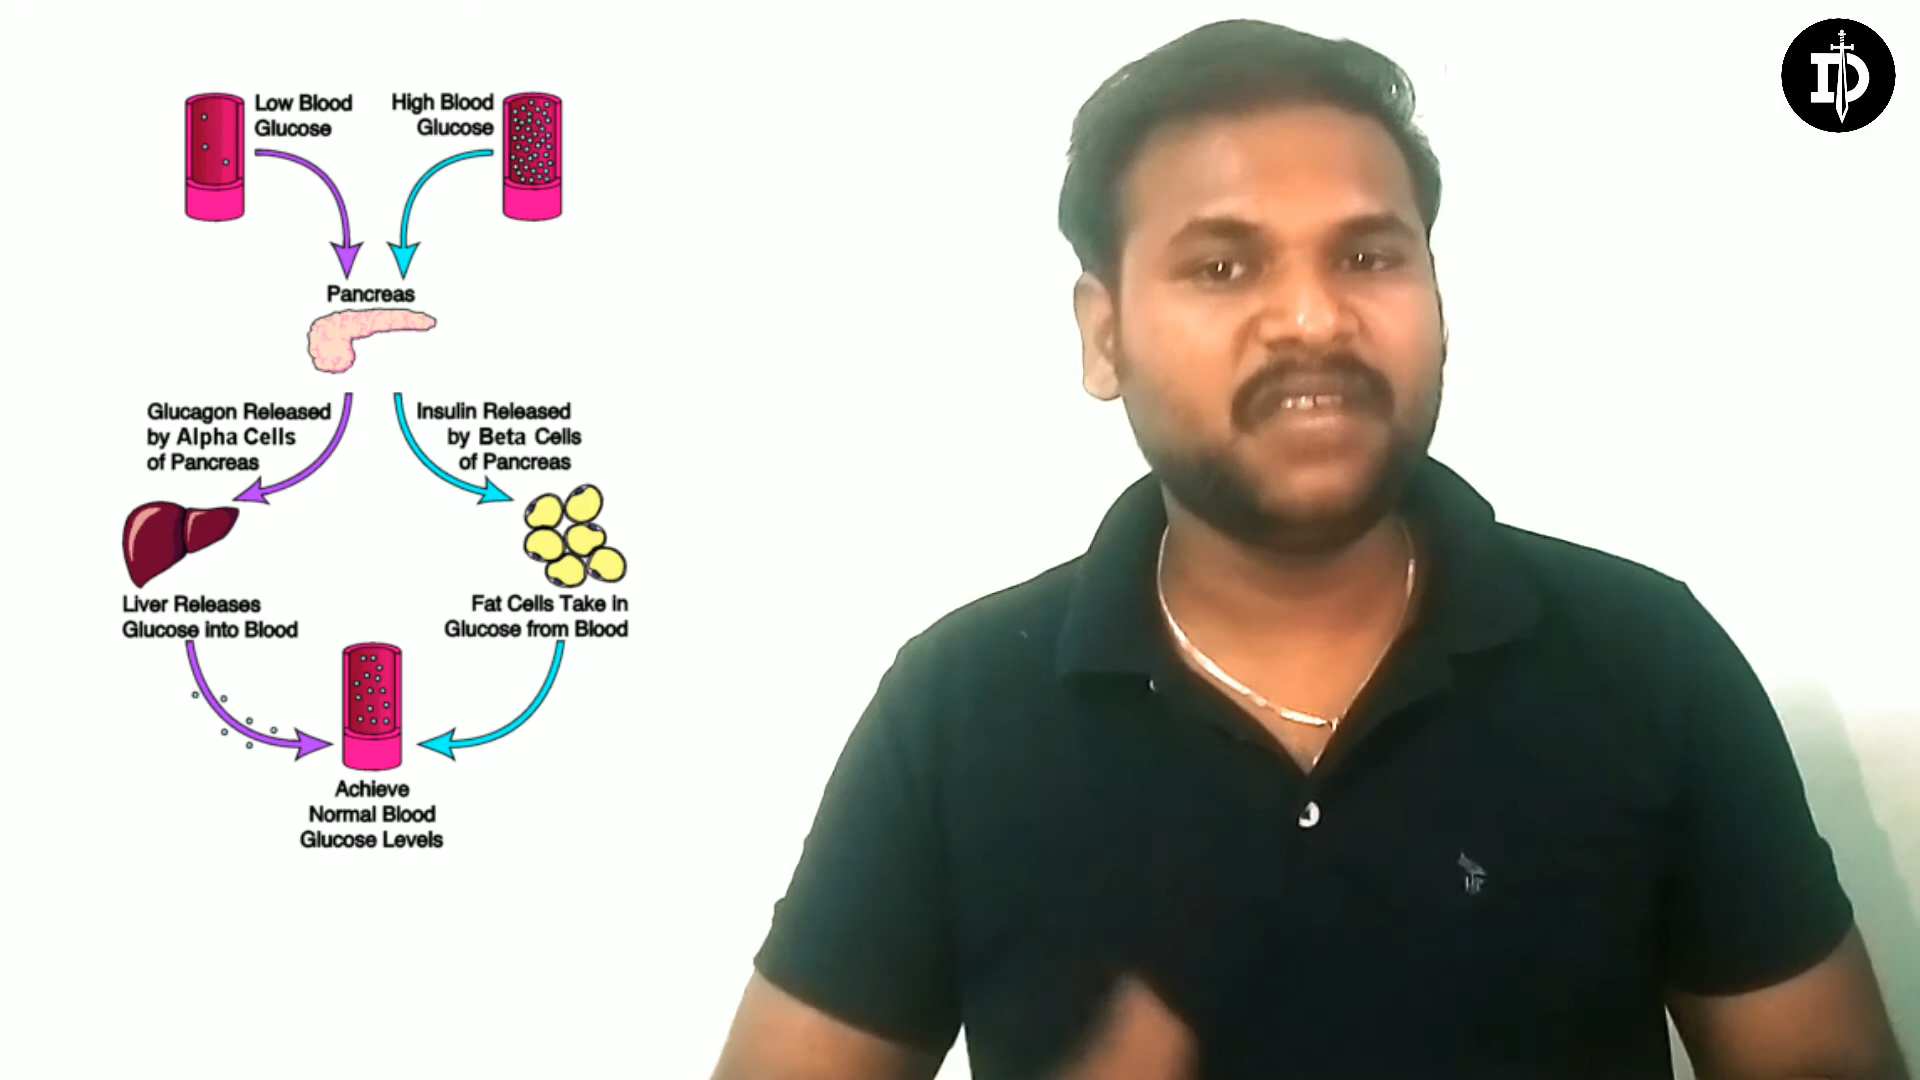 Low Blood
Glucose
High Blood
Glucose
Pancreas
Glucagon Released
by Alpha Cells
of Pancreas
Insulin Released
by Beta Cells
of Pancreas
Liver Releases
Glucose into Blood
Fat Cells Take in
Glucose from Blood
Achieve
Normal Blood
Glucose Levels
ID